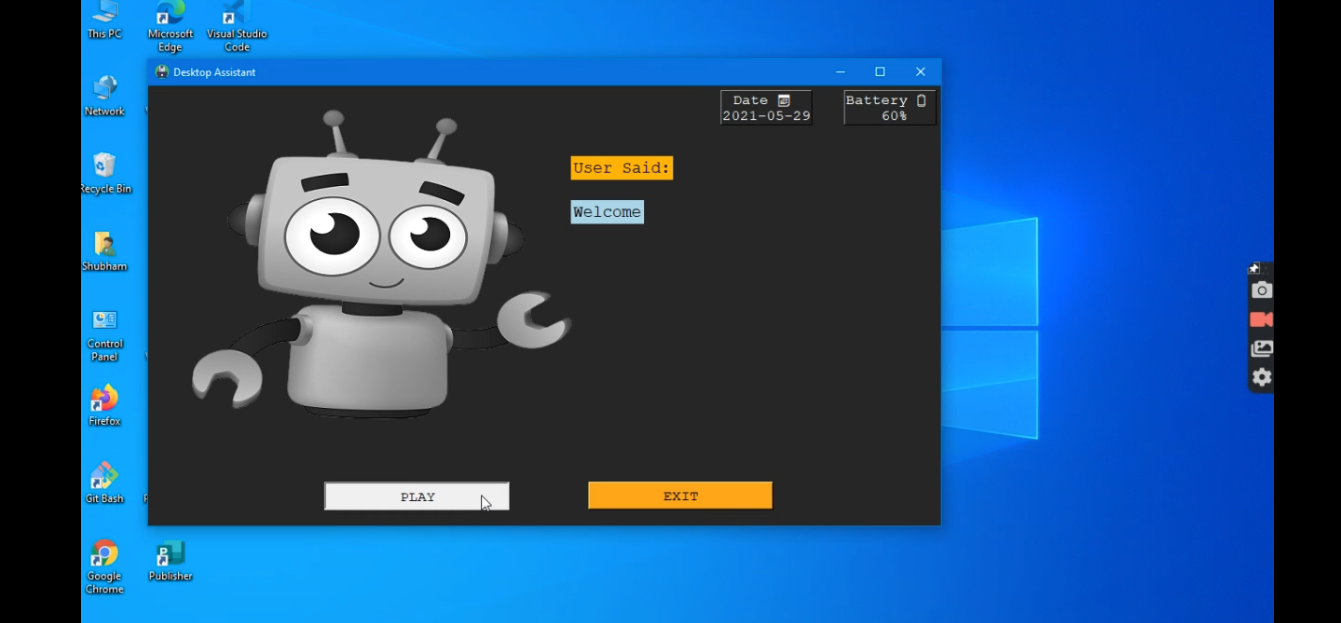 This PC
Microsoft Edge
Visual Studio Code
Desktop Assistant
Network
Date
2021-05-29
Battery
60%
Recycle Bin
User Said:
Welcome
Shubham
Control Panel
Firefox
Git Bash
PLAY
EXIT
Google Chrome
Publisher